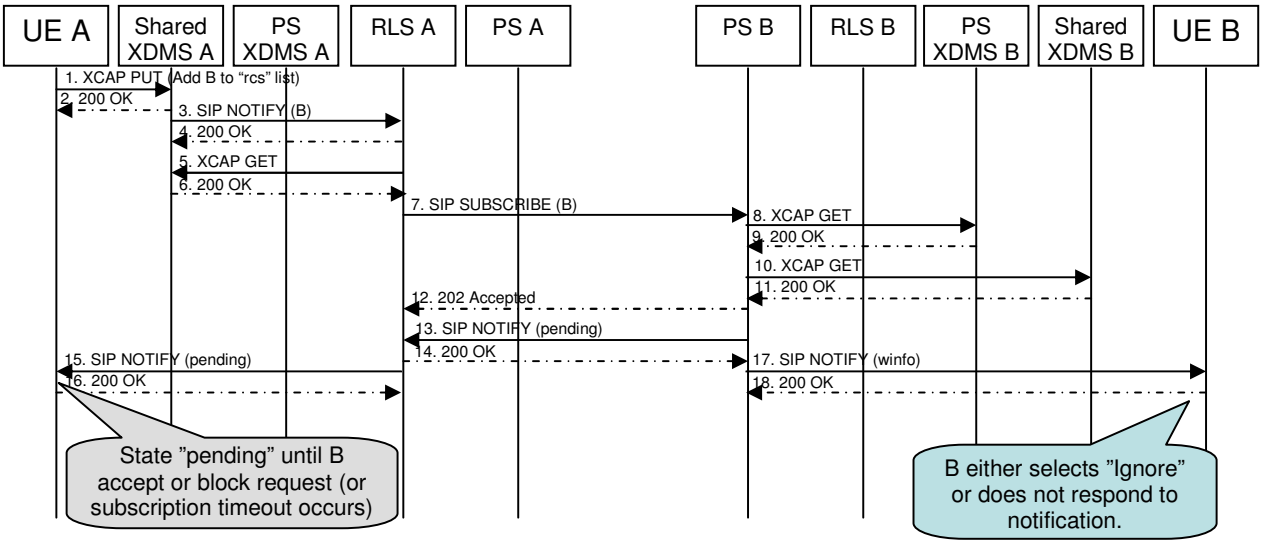 UE A
Shared
XDMS A
PS
XDMS A
RLS A
PS A
PS B
RLS B
PS
XDMS B
Shared
XDMS B
UE B
1. XCAP PUT (Add B to “rcs” list)
2. 200 OK
3. SIP NOTIFY (B)
4. 200 OK
5. XCAP GET
6. 200 OK
7. SIP SUBSCRIBE (B)
8. XCAP GET
9. 200 OK
10. XCAP GET
11. 200 OK
12. 202 Accepted
13. SIP NOTIFY (pending)
14. 200 OK
15. SIP NOTIFY (pending)
16. 200 OK
17. SIP NOTIFY (winfo)
18. 200 OK
State ”pending” until B
accept or block request (or
subscription timeout occurs)
B either selects ”Ignore”
or does not respond to
notification.